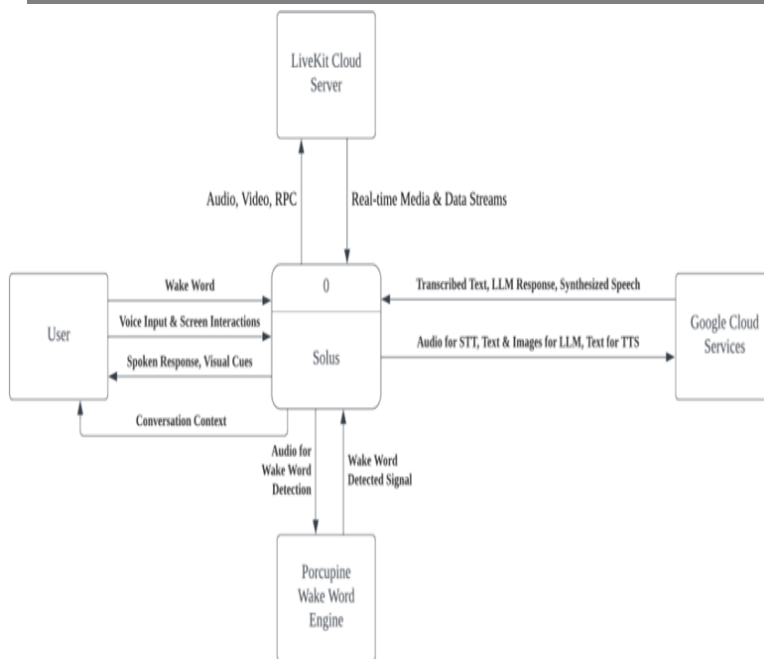 LiveKit Cloud
Server
Audio, Video, RPC
Real-time Media & Data Streams
User
Wake Word
Voice Input & Screen Interactions
Spoken Response, Visual Cues
Conversation Context
0
Solus
Transcribed Text, LLM Response, Synthesized Speech
Audio for STT, Text & Images for LLM, Text for TTS
Google Cloud
Services
Audio for
Wake Word
Detection
Wake Word
Detected Signal
Porcupine
Wake Word
Engine